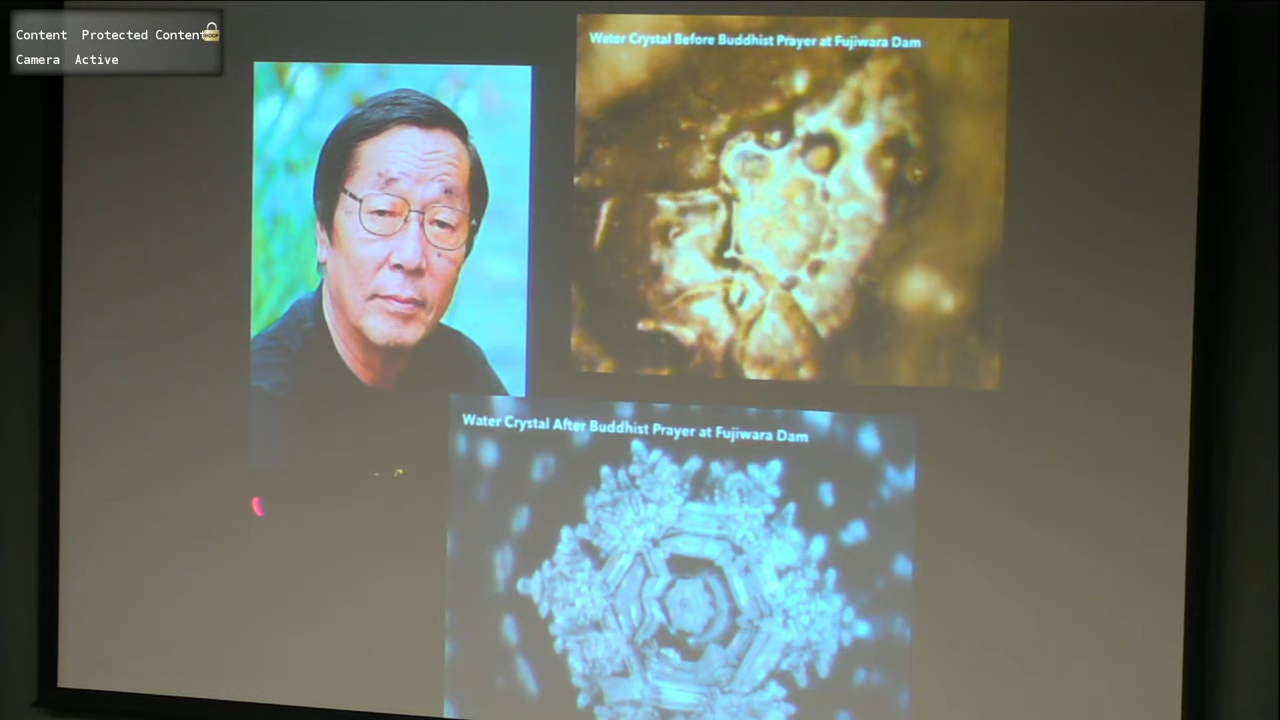 Content Protected Content
HDCP
Camera Active
Water Crystal Before Buddhist Prayer at Fujiwara Dam
Water Crystal After Buddhist Prayer at Fujiwara Dam